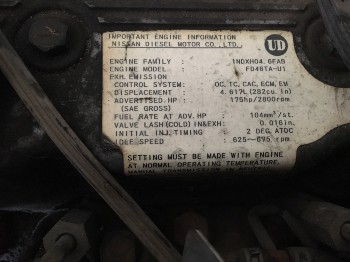 IMPORTANT ENGINE INFORMATION
NISSAN DIESEL MOTOR CO., LTD.
UD
ENGINE FAMILY : 1NDXH04.6FAB
ENGINE MODEL : FD46TA-U1
EXH. EMISSION
CONTROL SYSTEM: OC, TC, CAC, ECM, EM
DISPLACEMENT : 4.617L (282cu. in)
ADVERTISED HP : 175hp/2800rpm
(SAE GROSS)
FUEL RATE AT ADV. HP : 104mm³/st.
VALVE LASH(COLD) IN&EXH: 0.016in.
INITIAL INJ. TIMING : 2 DEG. ATDC
IDLE SPEED : 625-675 rpm
SETTING MUST BE MADE WITH ENGINE
AT NORMAL OPERATING TEMPERATURE,